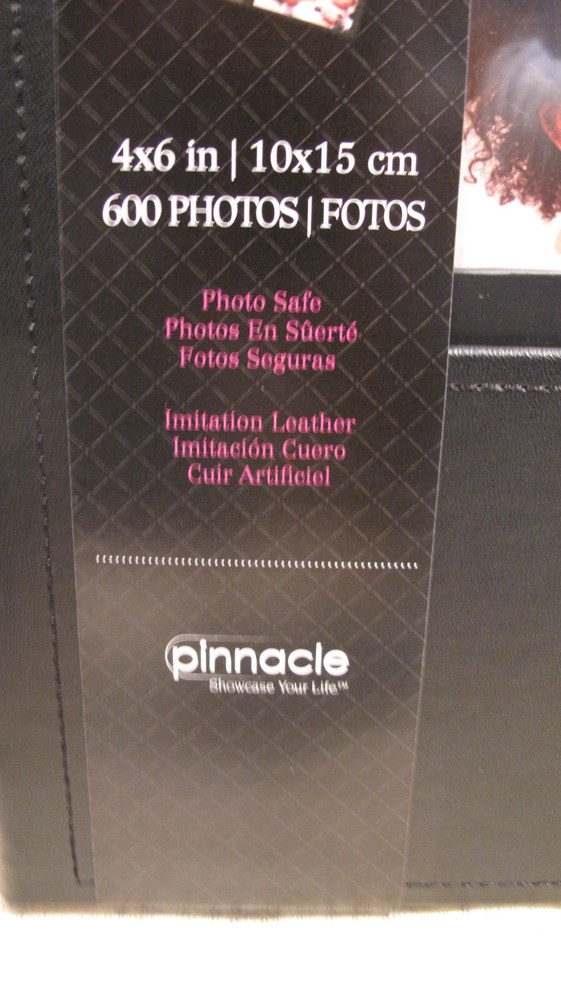 4x6 in | 10x15 cm
600 PHOTOS | FOTOS
Photo Safe
Photos En Sûerté
Fotos Seguras
Imitation Leather
Imitación Cuero
Cuir Artificiel
pinnacle
Showcase Your Life™